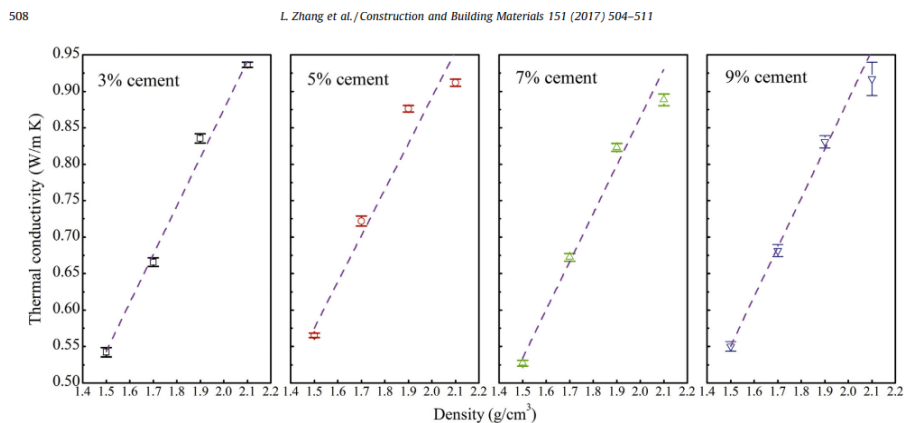 508
L. Zhang et al. / Construction and Building Materials 151 (2017) 504–511
Thermal conductivity (W/m K)
0.95
0.90
0.85
0.80
0.75
0.70
0.65
0.60
0.55
0.50
3% cement
5% cement
7% cement
9% cement
1.4 1.5 1.6 1.7 1.8 1.9 2.0 2.1 2.2
1.4 1.5 1.6 1.7 1.8 1.9 2.0 2.1 2.2
1.4 1.5 1.6 1.7 1.8 1.9 2.0 2.1 2.2
1.4 1.5 1.6 1.7 1.8 1.9 2.0 2.1 2.2
Density (g/cm³)